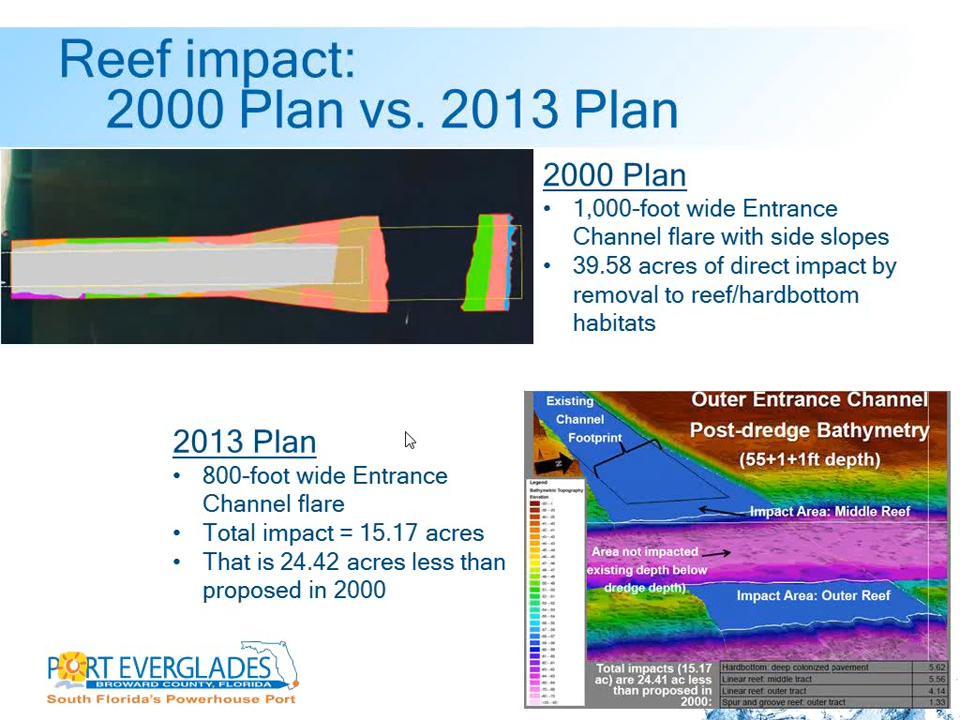 Reef impact:
2000 Plan vs. 2013 Plan
2000 Plan
• 1,000-foot wide Entrance
Channel flare with side slopes
• 39.58 acres of direct impact by
removal to reef/hardbottom
habitats
2013 Plan
• 800-foot wide Entrance
Channel flare
• Total impact = 15.17 acres
• That is 24.42 acres less than
proposed in 2000
Outer Entrance Channel
Post-dredge Bathymetry
(55+1+1ft depth)
Existing
Channel
Footprint
N
Legend
Bathymetric Topography
Elevation
Impact Area: Middle Reef
Area not impacted
existing depth below
dredge depth)
Impact Area: Outer Reef
Total impacts (15.17
ac) are 24.41 ac less
than proposed in
2000:
Hardbottom: deep colonized pavement 5.62
Linear reef: middle tract 5.56
Linear reef: outer tract 4.14
Spur and groove reef: outer tract 1.33
PORT EVERGLADES
BROWARD COUNTY, FLORIDA
South Florida's Powerhouse Port